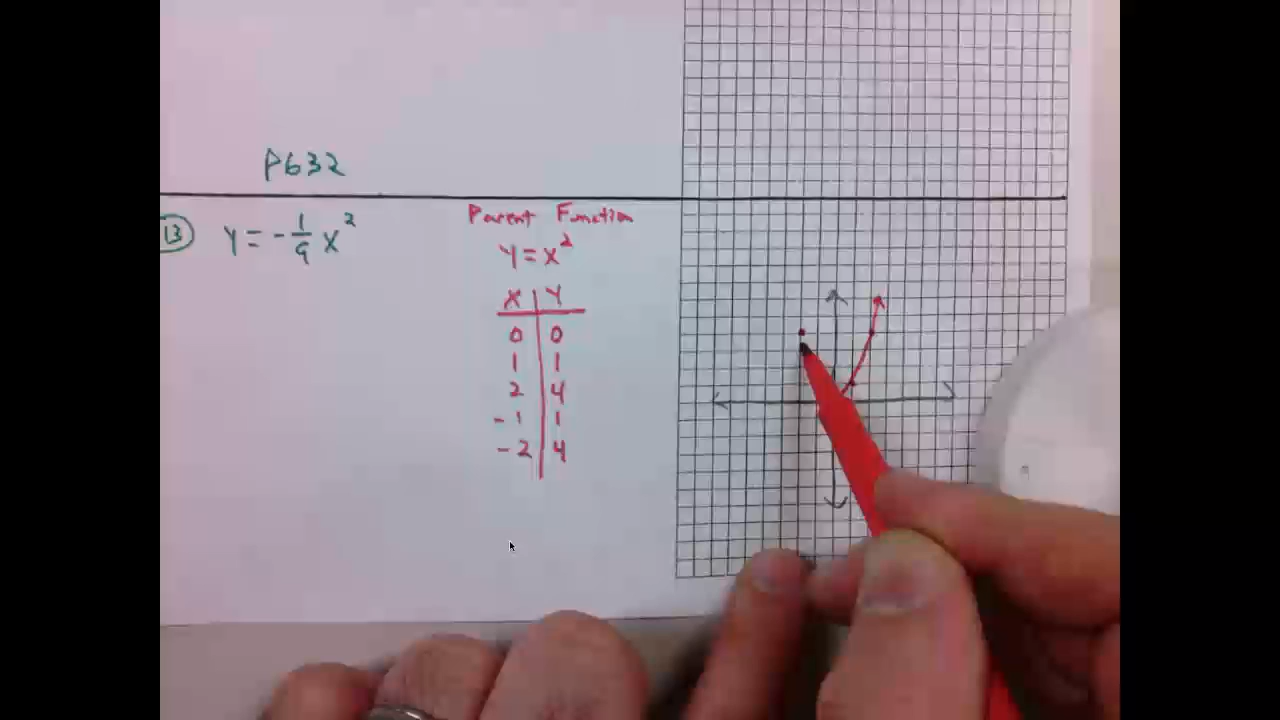 P632
13 Y = - 1/9 X²
Parent Function
Y = X²
X Y
0 0
1 1
2 4
-1 1
-2 4